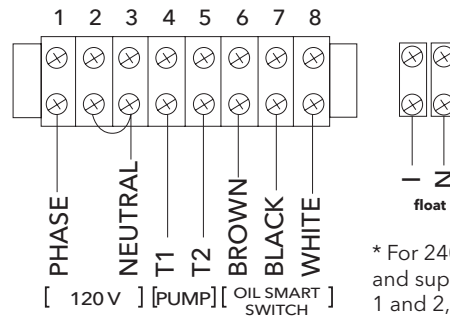 1 2 3 4 5 6 7 8
PHASE
NEUTRAL
T1
T2
BROWN
BLACK
WHITE
[ 120 V ] [PUMP] [ OIL SMART SWITCH ]
I
N
float
* For 240
and sup
1 and 2,